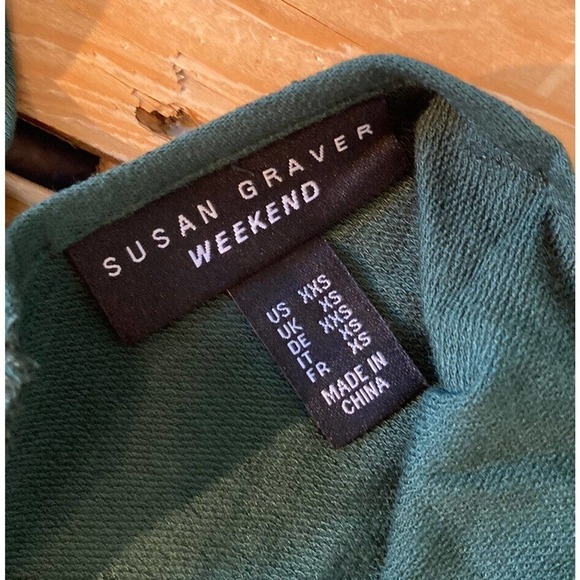 SUSAN GRAVER
WEEKEND
US XXS
UK XS
DE XXS
IT XS
FR XS
MADE IN
CHINA